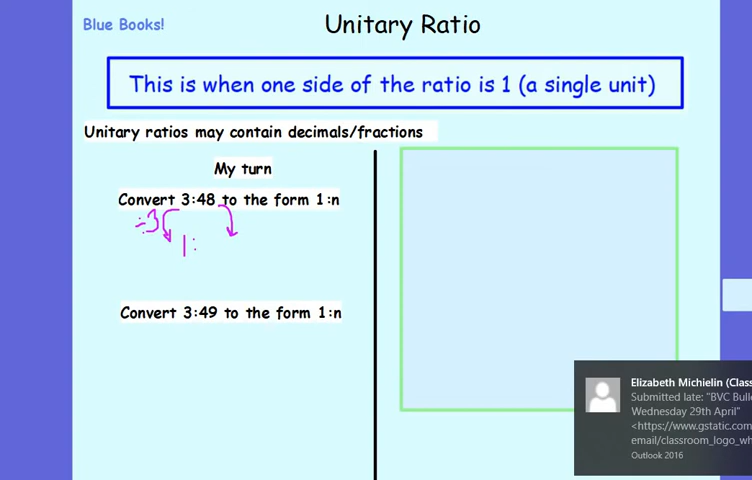 Blue Books!
Unitary Ratio
This is when one side of the ratio is 1 (a single unit)
Unitary ratios may contain decimals/fractions
My turn
Convert 3:48 to the form 1:n
÷3
1:
Convert 3:49 to the form 1:n
Elizabeth Michielin (Class
Submitted late: "BVC Bull
Wednesday 29th April"
<https://www.gstatic.com
email/classroom_logo_wh
Outlook 2016